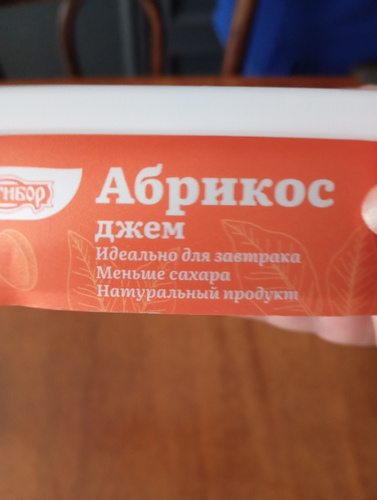 Абрикос
джем
Идеально для завтрака
Меньше сахара
Натуральный продукт